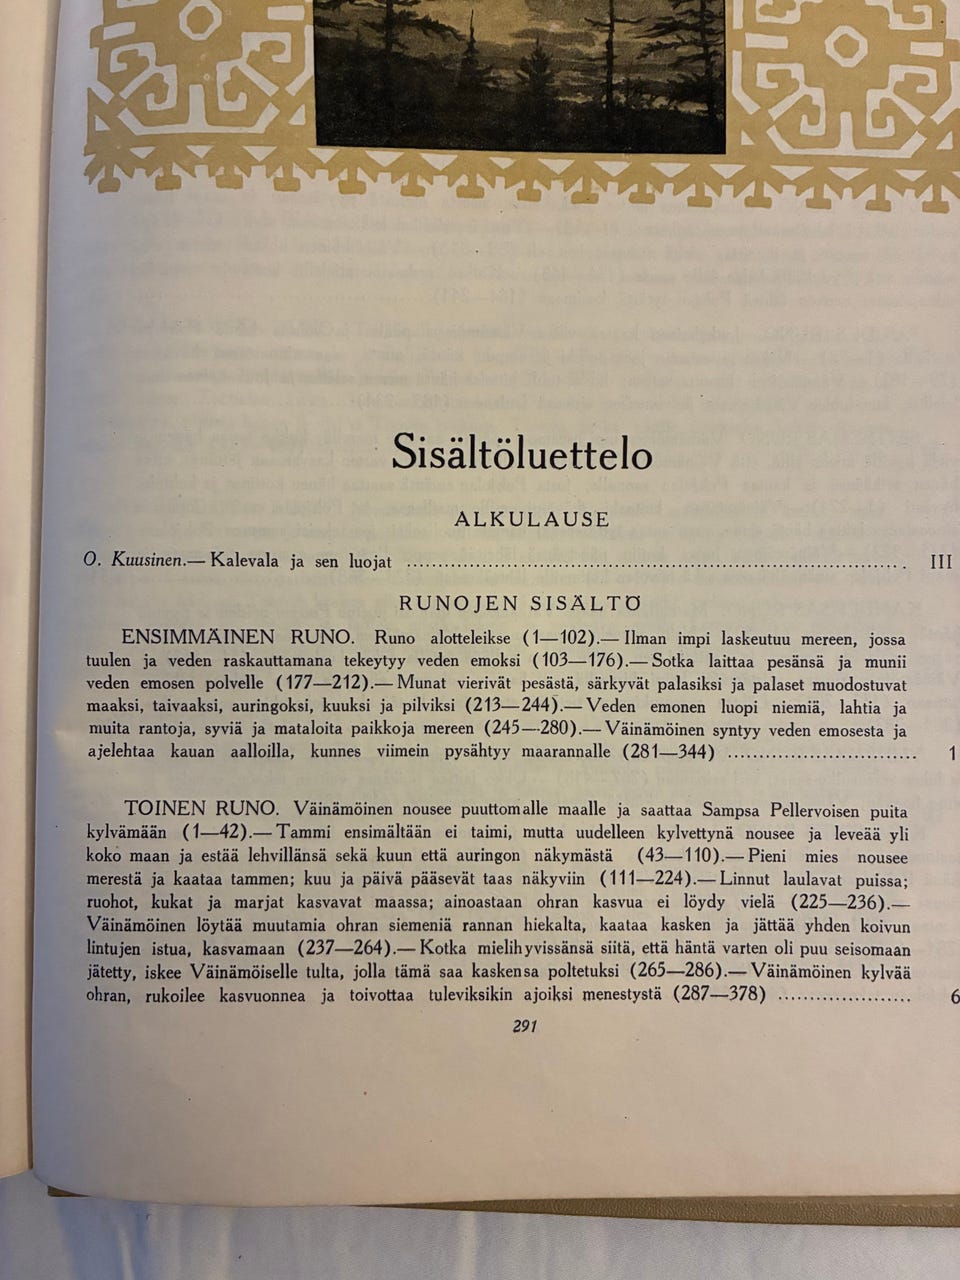 Sisältöluettelo
ALKULAUSE
O. Kuusinen.— Kalevala ja sen luojat ........................................................................ III
RUNOJEN SISÄLTÖ
ENSIMMÄINEN RUNO. Runo alotteleikse (1—102).— Ilman impi laskeutuu mereen, jossa
tuulen ja veden raskauttamana tekeytyy veden emoksi (103—176).— Sotka laittaa pesänsä ja munii
veden emosen polvelle (177—212).— Munat vierivät pesästä, särkyvät palasiksi ja palaset muodostuvat
maaksi, taivaaksi, auringoksi, kuuksi ja pilviksi (213—244).— Veden emonen luopi niemiä, lahtia ja
muita rantoja, syviä ja mataloita paikkoja mereen (245—280).— Väinämöinen syntyy veden emosesta ja
ajelehtaa kauan aalloilla, kunnes viimein pysähtyy maarannalle (281—344) .............................. 1
TOINEN RUNO. Väinämöinen nousee puuttomalle maalle ja saattaa Sampsa Pellervoisen puita
kylvämään (1—42).— Tammi ensimältään ei taimi, mutta uudelleen kylvettynä nousee ja leveää yli
koko maan ja estää lehvillänsä sekä kuun että auringon näkymästä (43—110).— Pieni mies nousee
merestä ja kaataa tammen; kuu ja päivä pääsevät taas näkyviin (111—224).— Linnut laulavat puissa;
ruohot, kukat ja marjat kasvavat maassa; ainoastaan ohran kasvua ei löydy vielä (225—236).—
Väinämöinen löytää muutamia ohran siemeniä rannan hiekalta, kaataa kasken ja jättää yhden koivun
lintujen istua, kasvamaan (237—264).— Kotka mielihyvissänsä siitä, että häntä varten oli puu seisomaan
jätetty, iskee Väinämöiselle tulta, jolla tämä saa kaskensa poltetuksi (265—286).— Väinämöinen kylvää
ohran, rukoilee kasvuonnea ja toivottaa tuleviksikin ajoiksi menestystä (287—378) ..................... 6
291